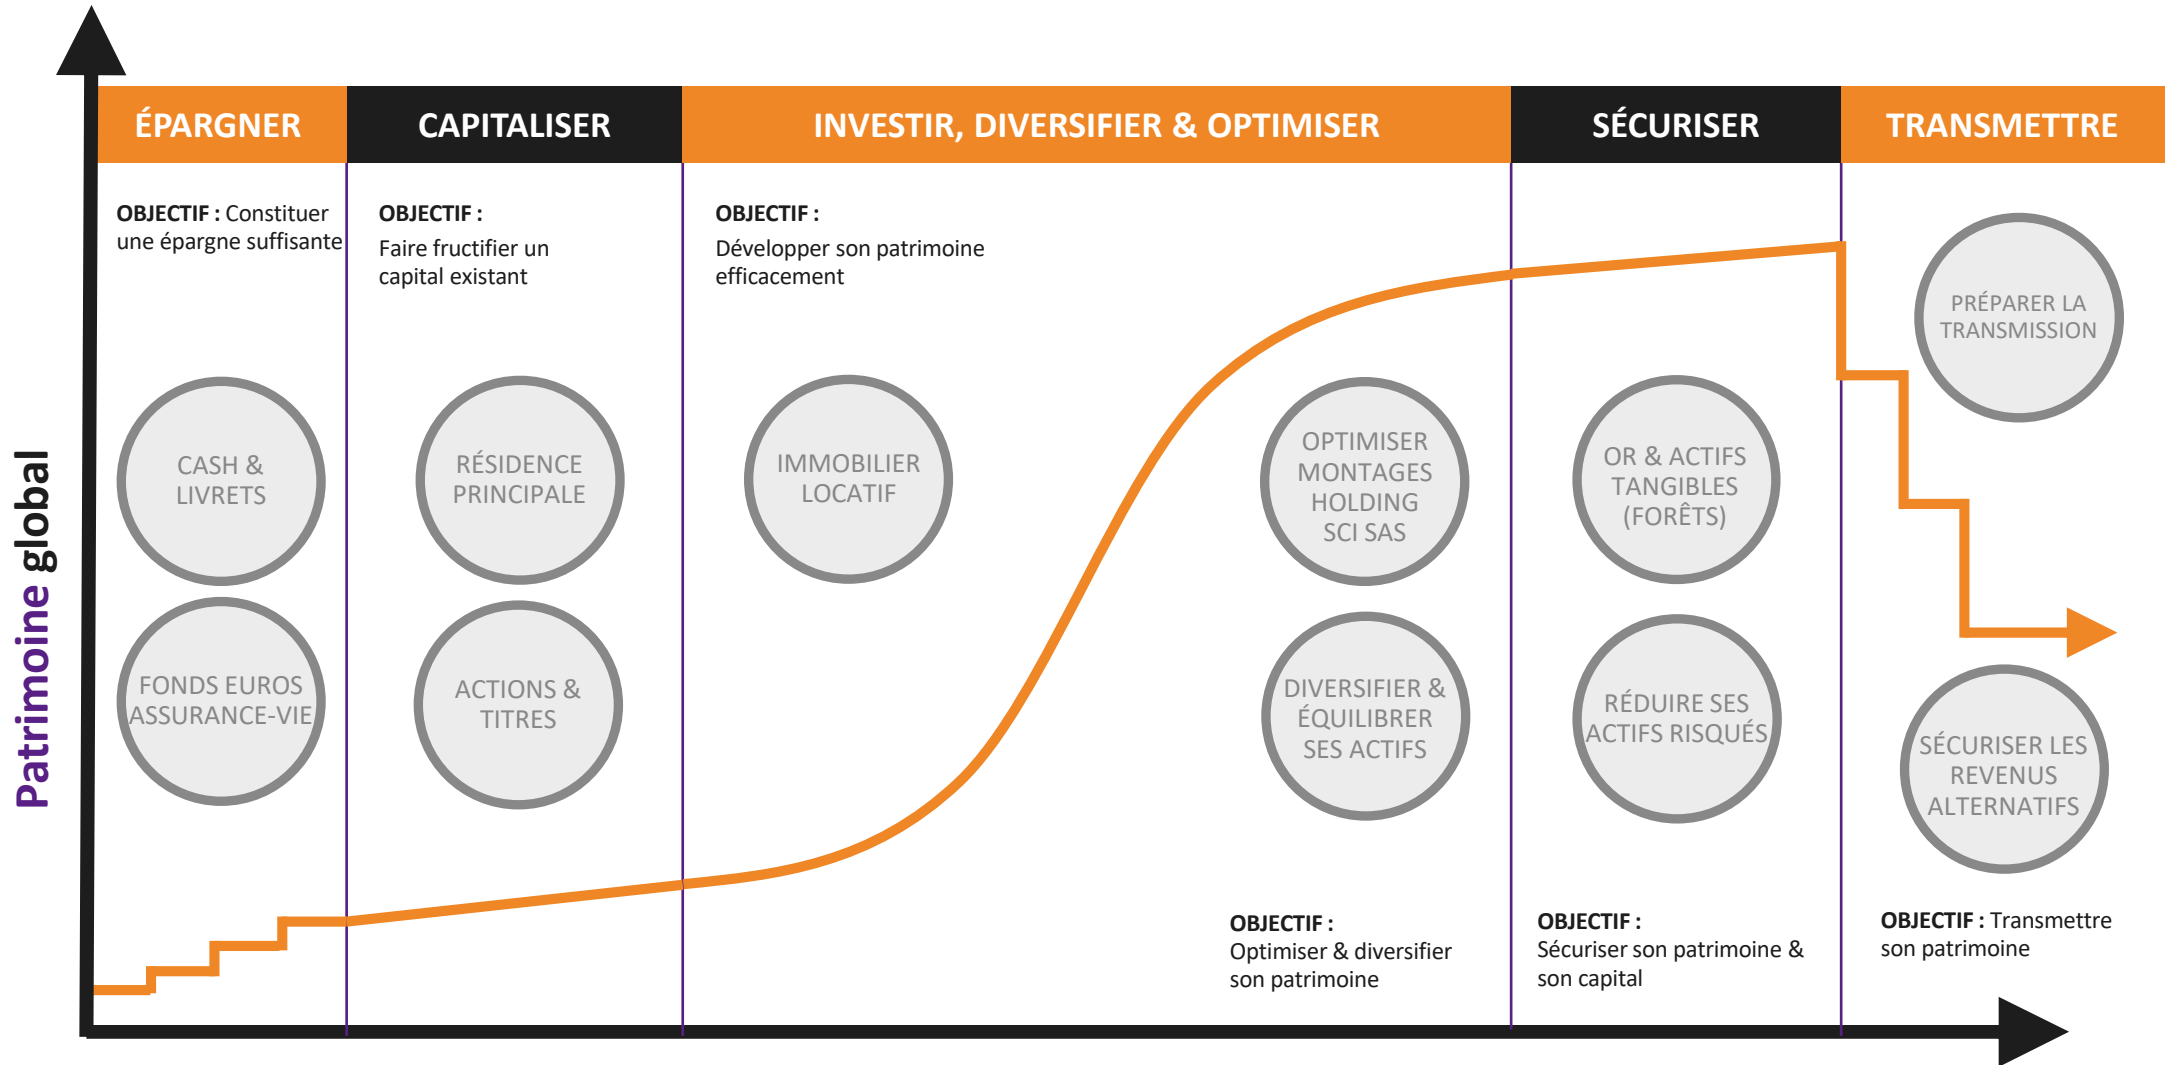 ÉPARGNER
CAPITALISER
INVESTIR, DIVERSIFIER & OPTIMISER
SÉCURISER
TRANSMETTRE
OBJECTIF : Constituer
une épargne suffisante
OBJECTIF :
Faire fructifier un
capital existant
OBJECTIF :
Développer son patrimoine
efficacement
PRÉPARER LA
TRANSMISSION
CASH &
LIVRETS
RÉSIDENCE
PRINCIPALE
IMMOBILIER
LOCATIF
OPTIMISER
MONTAGES
HOLDING
SCI SAS
OR & ACTIFS
TANGIBLES
(FORÊTS)
Patrimoine global
FONDS EUROS
ASSURANCE-VIE
ACTIONS &
TITRES
DIVERSIFIER &
ÉQUILIBRER
SES ACTIFS
RÉDUIRE SES
ACTIFS RISQUÉS
SÉCURISER LES
REVENUS
ALTERNATIFS
OBJECTIF :
Optimiser & diversifier
son patrimoine
OBJECTIF :
Sécuriser son patrimoine &
son capital
OBJECTIF : Transmettre
son patrimoine